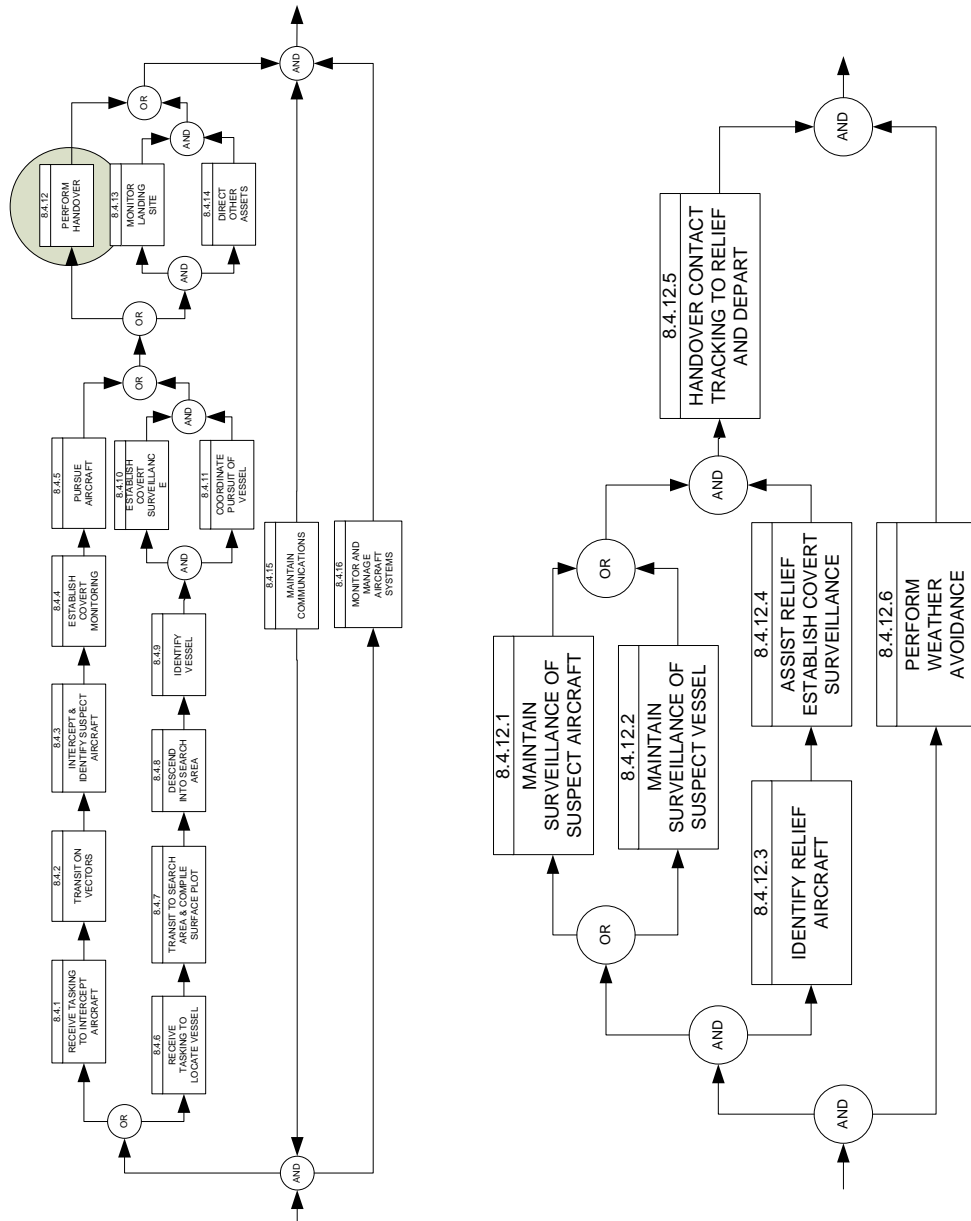 AND
OR
8.4.1
RECEIVE TASKING
TO INTERCEPT
AIRCRAFT
8.4.2
TRANSIT ON
VECTORS
8.4.3
INTERCEPT &
IDENTIFY SUSPECT
AIRCRAFT
8.4.4
ESTABLISH
COVERT
MONITORING
8.4.5
PURSUE
AIRCRAFT
8.4.6
RECEIVE
TASKING TO
LOCATE VESSEL
8.4.7
TRANSIT TO SEARCH
AREA & COMPILE
SURFACE PLOT
8.4.8
DESCEND
INTO SEARCH
AREA
8.4.9
IDENTIFY
VESSEL
AND
8.4.10
ESTABLISH
COVERT
SURVEILLANC
E
8.4.11
COORDINATE
PURSUIT OF
VESSEL
AND
OR
OR
8.4.12
PERFORM
HANDOVER
AND
8.4.13
MONITOR
LANDING
SITE
8.4.14
DIRECT
OTHER
ASSETS
AND
OR
8.4.15
MAINTAIN
COMMUNICATIONS
8.4.16
MONITOR AND
MANAGE
AIRCRAFT
SYSTEMS
AND
AND
AND
OR
8.4.12.1
MAINTAIN
SURVEILLANCE OF
SUSPECT AIRCRAFT
8.4.12.2
MAINTAIN
SURVEILLANCE OF
SUSPECT VESSEL
OR
8.4.12.3
IDENTIFY RELIEF
AIRCRAFT
8.4.12.4
ASSIST RELIEF
ESTABLISH COVERT
SURVEILLANCE
AND
8.4.12.5
HANDOVER CONTACT
TRACKING TO RELIEF
AND DEPART
8.4.12.6
PERFORM
WEATHER
AVOIDANCE
AND